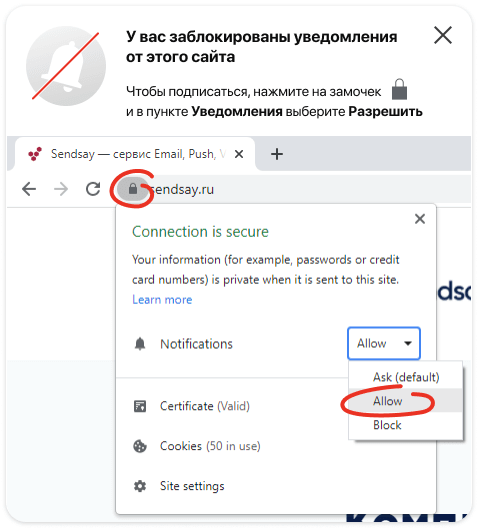 У вас заблокированы уведомления
от этого сайта
Чтобы подписаться, нажмите на замочек
и в пункте Уведомления выберите Разрешить
Sendsay — сервис Email, Push,
sendsay.ru
Connection is secure
Your information (for example, passwords or credit
card numbers) is private when it is sent to this site.
Learn more
Notifications
Allow
Ask (default)
Allow
Block
Certificate (Valid)
Cookies (50 in use)
Site settings